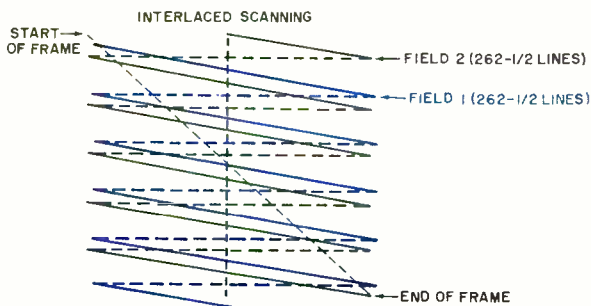 INTERLACED SCANNING
START
OF FRAME
FIELD 2 (262-1/2 LINES)
FIELD 1 (262-1/2 LINES)
END OF FRAME